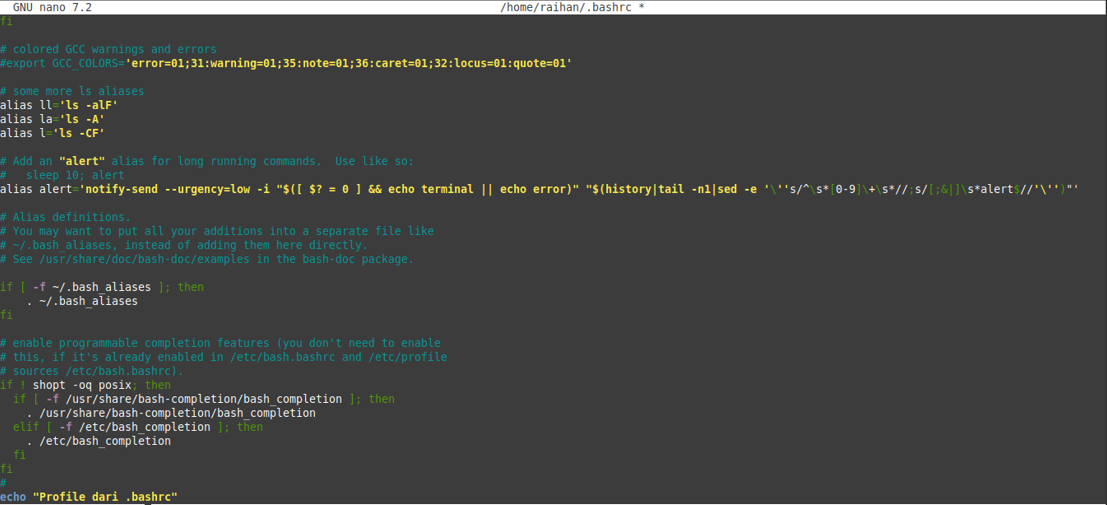 GNU nano 7.2 /home/raihan/.bashrc *
fi
# colored GCC warnings and errors
#export GCC_COLORS='error=01;31:warning=01;35:note=01;36:caret=01;32:locus=01:quote=01'
# some more ls aliases
alias ll='ls -alF'
alias la='ls -A'
alias l='ls -CF'
# Add an "alert" alias for long running commands.  Use like so:
#   sleep 10; alert
alias alert='notify-send --urgency=low -i "$([ $? = 0 ] && echo terminal || echo error)" "$(history|tail -n1|sed -e '\''s/^\s*[0-9]\+\s*//;s/[;&|]\s*alert$//'\'')"'
# Alias definitions.
# You may want to put all your additions into a separate file like
# ~/.bash_aliases, instead of adding them here directly.
# See /usr/share/doc/bash-doc/examples in the bash-doc package.
if [ -f ~/.bash_aliases ]; then
    . ~/.bash_aliases
fi
# enable programmable completion features (you don't need to enable
# this, if it's already enabled in /etc/bash.bashrc and /etc/profile
# sources /etc/bash.bashrc).
if ! shopt -oq posix; then
  if [ -f /usr/share/bash-completion/bash_completion ]; then
    . /usr/share/bash-completion/bash_completion
  elif [ -f /etc/bash_completion ]; then
    . /etc/bash_completion
  fi
fi
#
echo "Profile dari .bashrc"